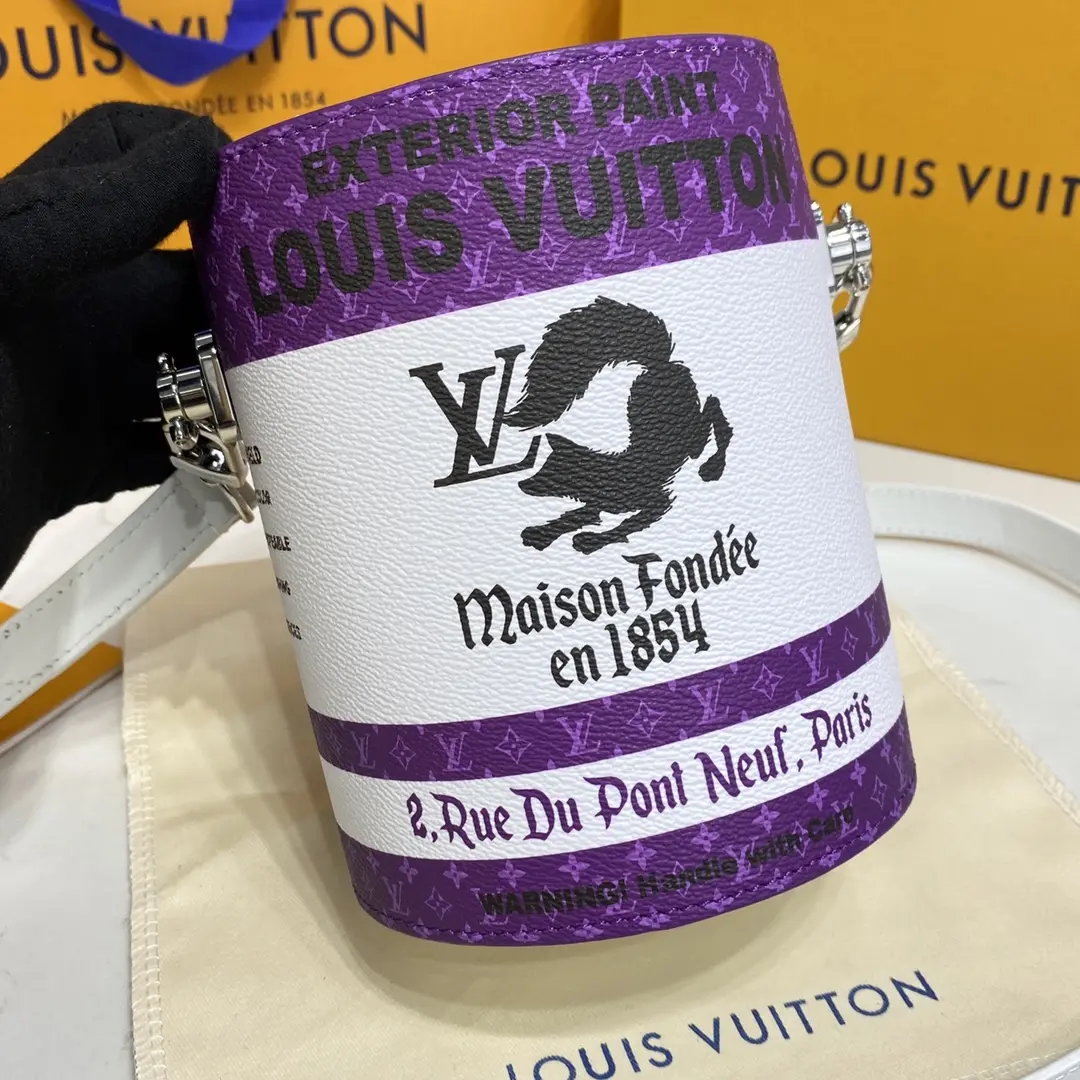 LOUIS VUITTON
FONDÉE EN 1854
LOUIS VUIT
EXTERIOR PAINT
LOUIS VUITTON
LV
Maison Fondée
en 1854
2, Rue Du Pont Neuf, Paris
WARNING! Handle with Care
LOUIS VUITTON